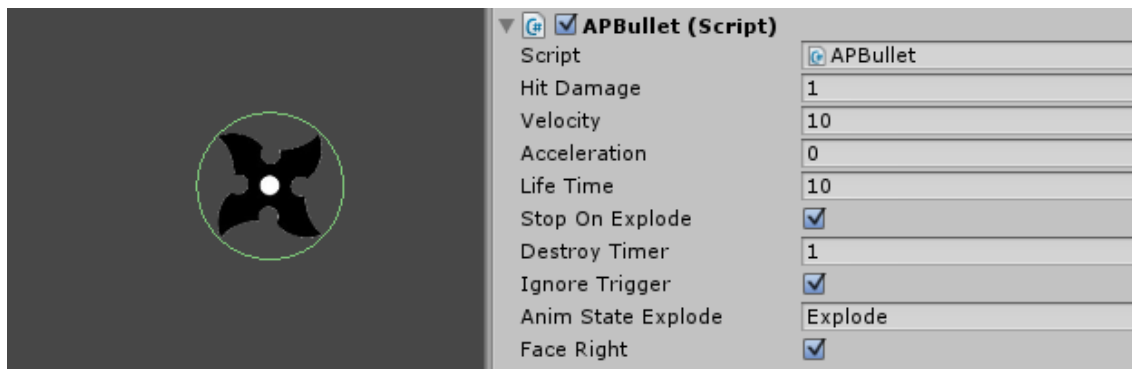 APBullet (Script)
Script APBullet
Hit Damage 1
Velocity 10
Acceleration 0
Life Time 10
Stop On Explode
Destroy Timer 1
Ignore Trigger
Anim State Explode Explode
Face Right